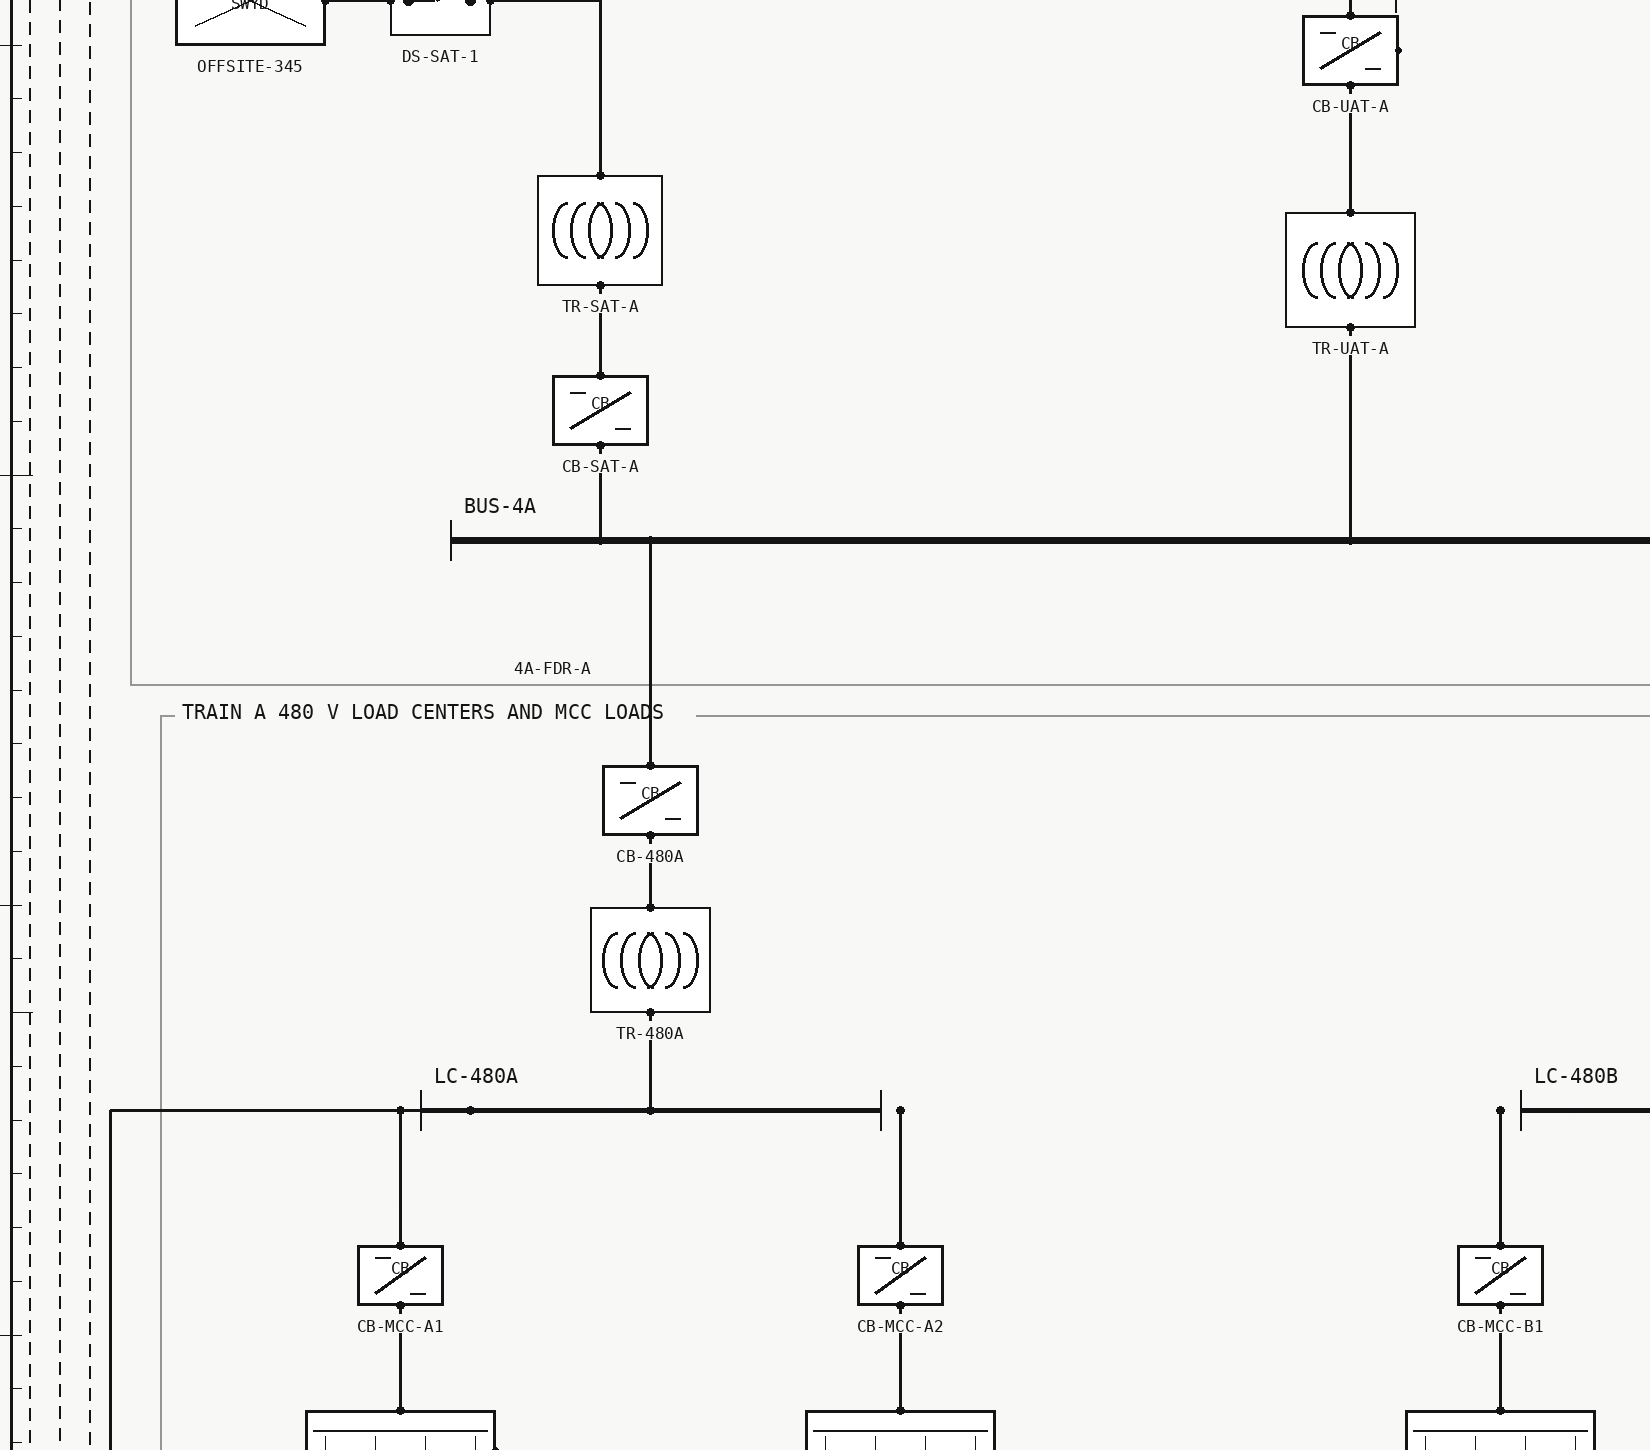 SWYD
OFFSITE-345
DS-SAT-1
CB
CB-UAT-A
TR-SAT-A
TR-UAT-A
CB
CB-SAT-A
BUS-4A
4A-FDR-A
TRAIN A 480 V LOAD CENTERS AND MCC LOADS
CB
CB-480A
TR-480A
LC-480A
LC-480B
CB
CB
CB
CB-MCC-A1
CB-MCC-A2
CB-MCC-B1